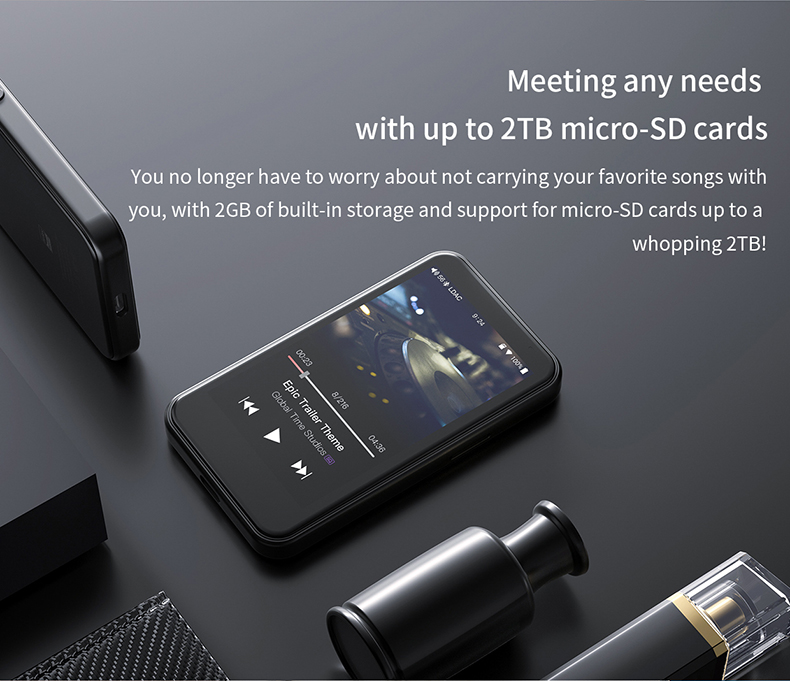 Meeting any needs
with up to 2TB micro-SD cards
You no longer have to worry about not carrying your favorite songs with
you, with 2GB of built-in storage and support for micro-SD cards up to a
whopping 2TB!
56 LDAC
9:24
100%
00:23
8/216
04:36
Epic Trailer Theme
Global Time Studios